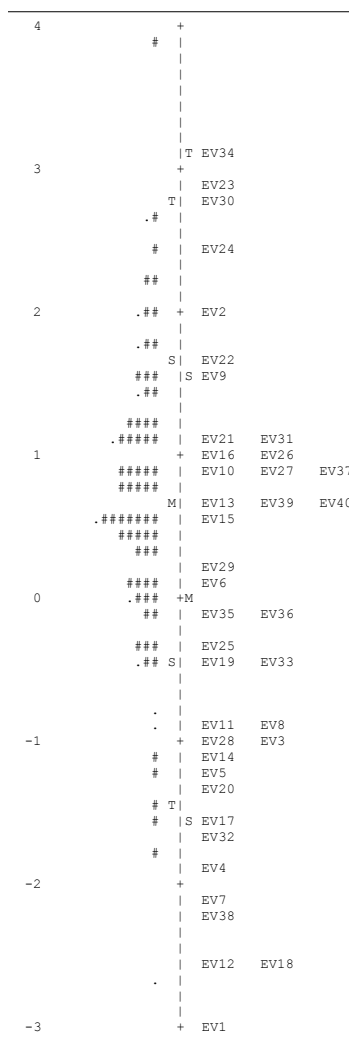 4 +
# |
|
|
|
|
|
|
|T EV34
3 +
| EV23
T| EV30
.# |
|
# | EV24
|
## |
|
2 .## + EV2
|
.## |
S| EV22
### |S EV9
.## |
|
#### |
.##### | EV21 EV31
1 + EV16 EV26
##### | EV10 EV27 EV37
##### |
M| EV13 EV39 EV40
.####### | EV15
##### |
### |
| EV29
#### | EV6
0 .### +M
## | EV35 EV36
|
### | EV25
.## S| EV19 EV33
|
|
|
. |
. | EV11 EV8
-1 + EV28 EV3
# | EV14
# | EV5
| EV20
# T|
# |S EV17
| EV32
# |
| EV4
-2 +
| EV7
| EV38
|
|
| EV12 EV18
. |
|
|
-3 + EV1